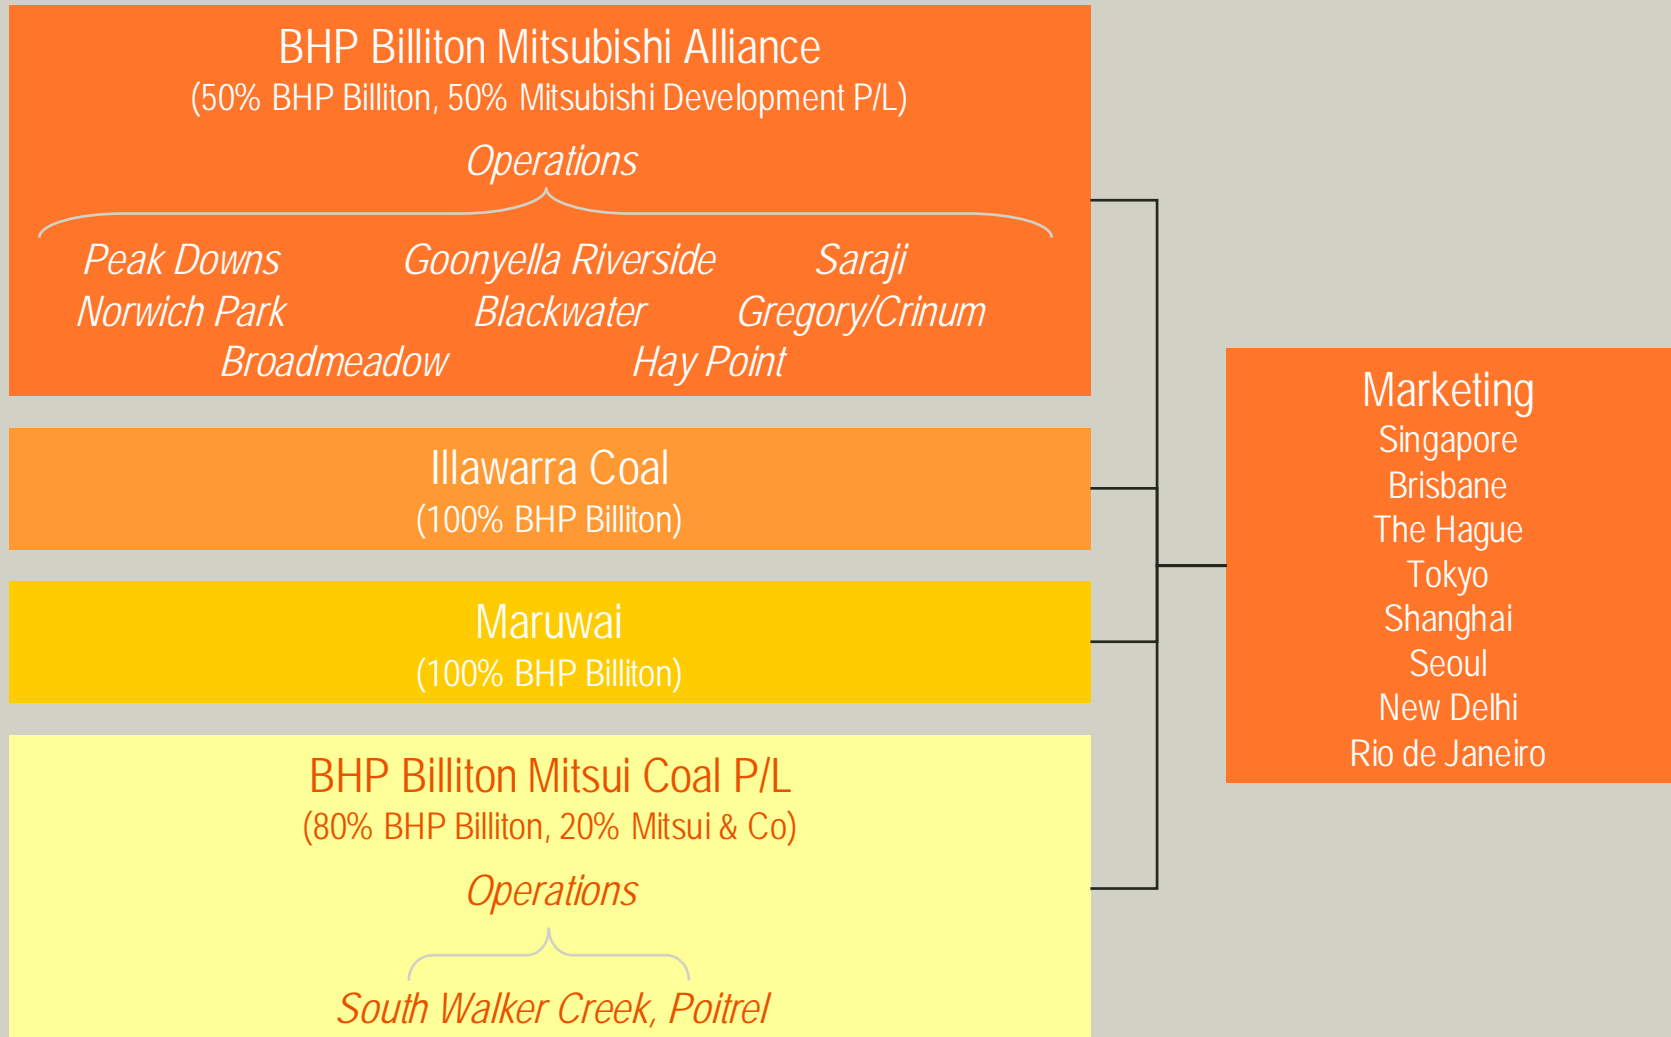 BHP Billiton Mitsubishi Alliance
(50% BHP Billiton, 50% Mitsubishi Development P/L)
Operations
Peak Downs Goonyella Riverside Saraji
Norwich Park Blackwater Gregory/Crinum
Broadmeadow Hay Point
Illawarra Coal
(100% BHP Billiton)
Maruwai
(100% BHP Billiton)
BHP Billiton Mitsui Coal P/L
(80% BHP Billiton, 20% Mitsui & Co)
Operations
South Walker Creek, Poitrel
Marketing
Singapore
Brisbane
The Hague
Tokyo
Shanghai
Seoul
New Delhi
Rio de Janeiro